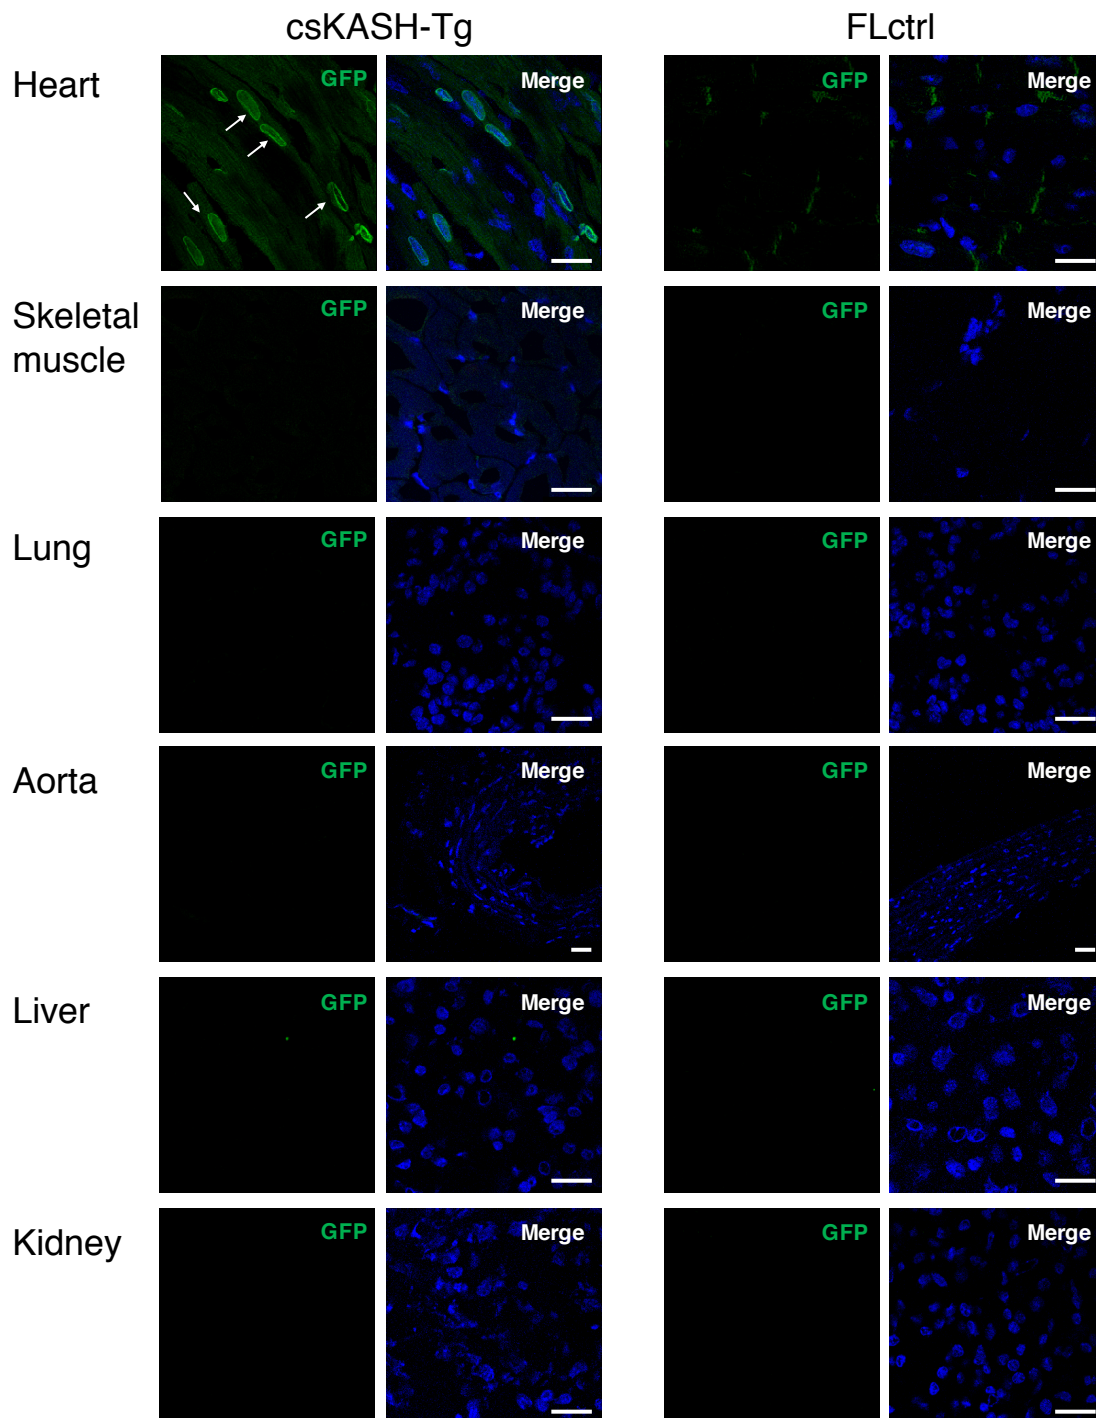 csKASH-Tg FLctrl
Heart GFP Merge GFP Merge
Skeletal muscle GFP Merge GFP Merge
Lung GFP Merge GFP Merge
Aorta GFP Merge GFP Merge
Liver GFP Merge GFP Merge
Kidney GFP Merge GFP Merge